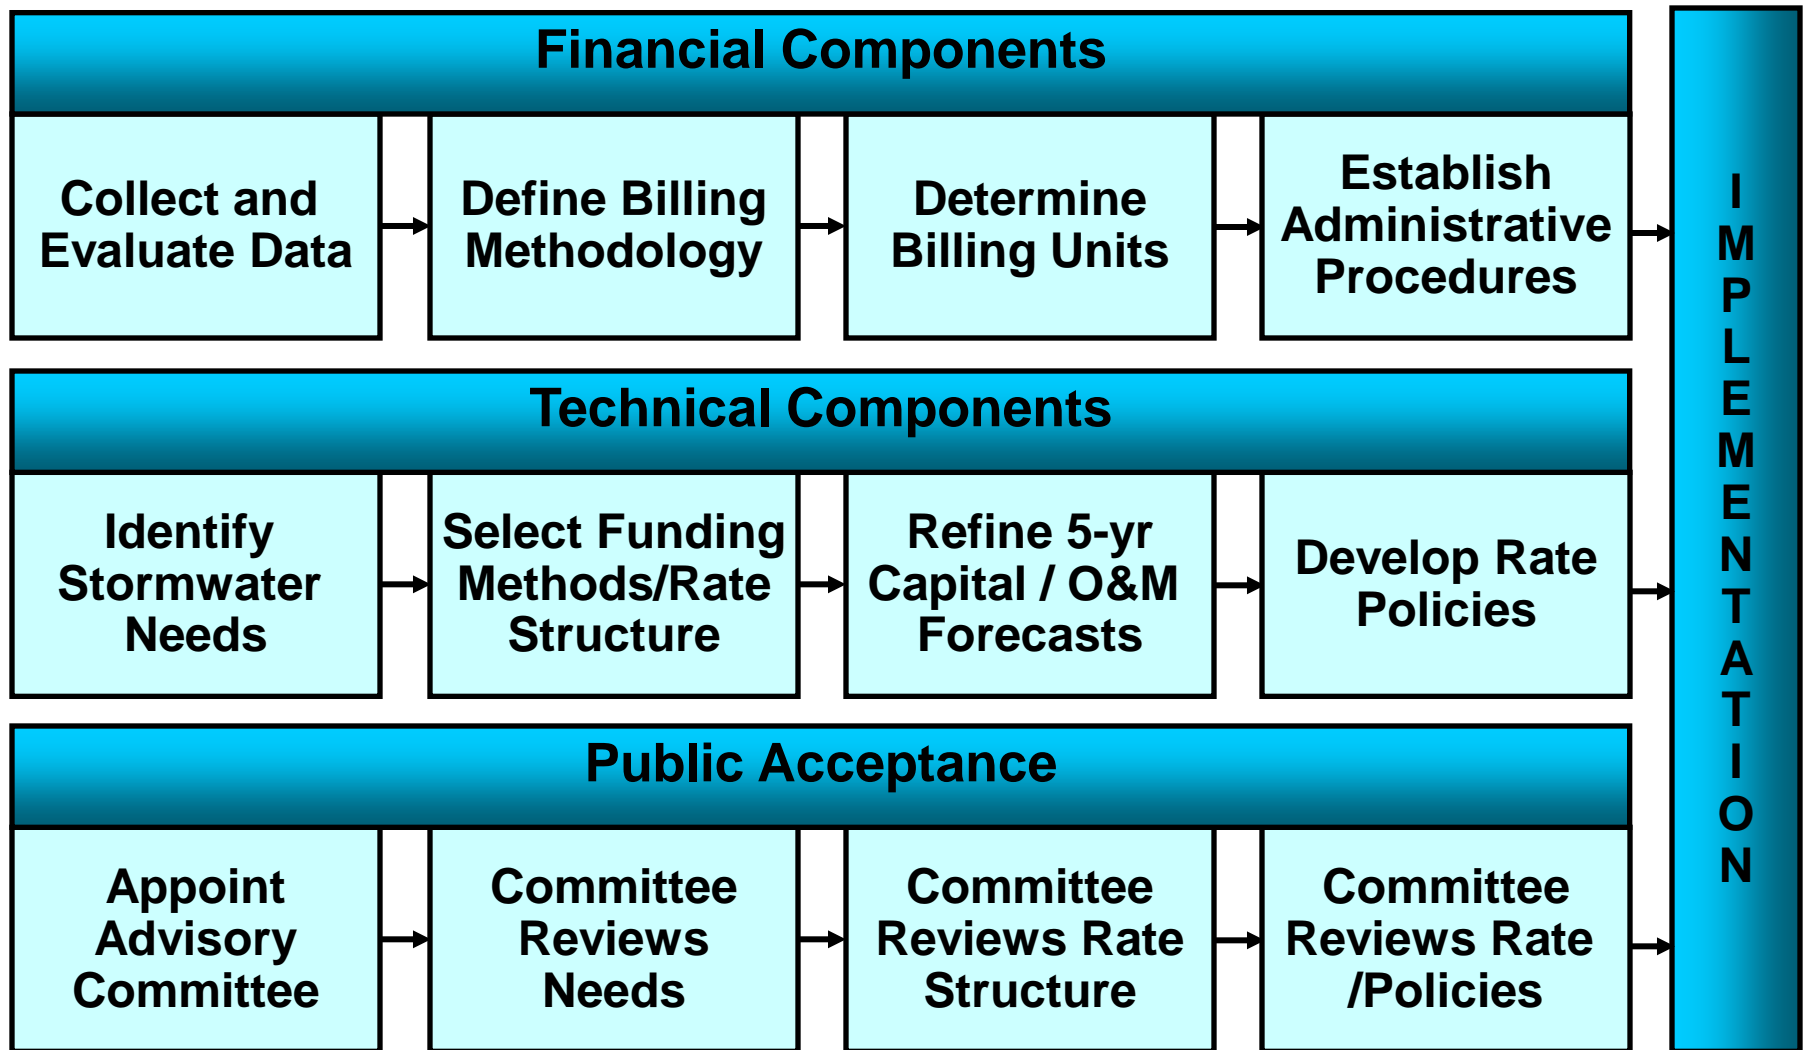 Financial Components
Collect and
Evaluate Data
Define Billing
Methodology
Determine
Billing Units
Establish
Administrative
Procedures
Technical Components
Identify
Stormwater
Needs
Select Funding
Methods/Rate
Structure
Refine 5-yr
Capital / O&M
Forecasts
Develop Rate
Policies
Public Acceptance
Appoint
Advisory
Committee
Committee
Reviews
Needs
Committee
Reviews Rate
Structure
Committee
Reviews Rate
/Policies
IMPLEMENTATION